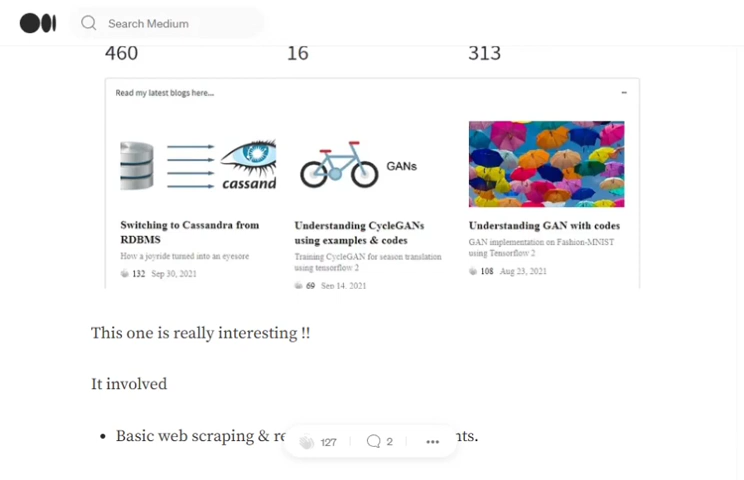 Search Medium
460 16 313
Read my latest blogs here...
cassand
GANs
Switching to Cassandra from
RDBMS
How a joyride turned into an eyesore
132 Sep 30, 2021
Understanding CycleGANs
using examples & codes
Training CycleGAN for season translation
using tensorflow 2
69 Sep 14, 2021
Understanding GAN with codes
GAN implementation on Fashion-MNIST
using Tensorflow 2
108 Aug 23, 2021
This one is really interesting !!
It involved
• Basic web scraping &
127 2